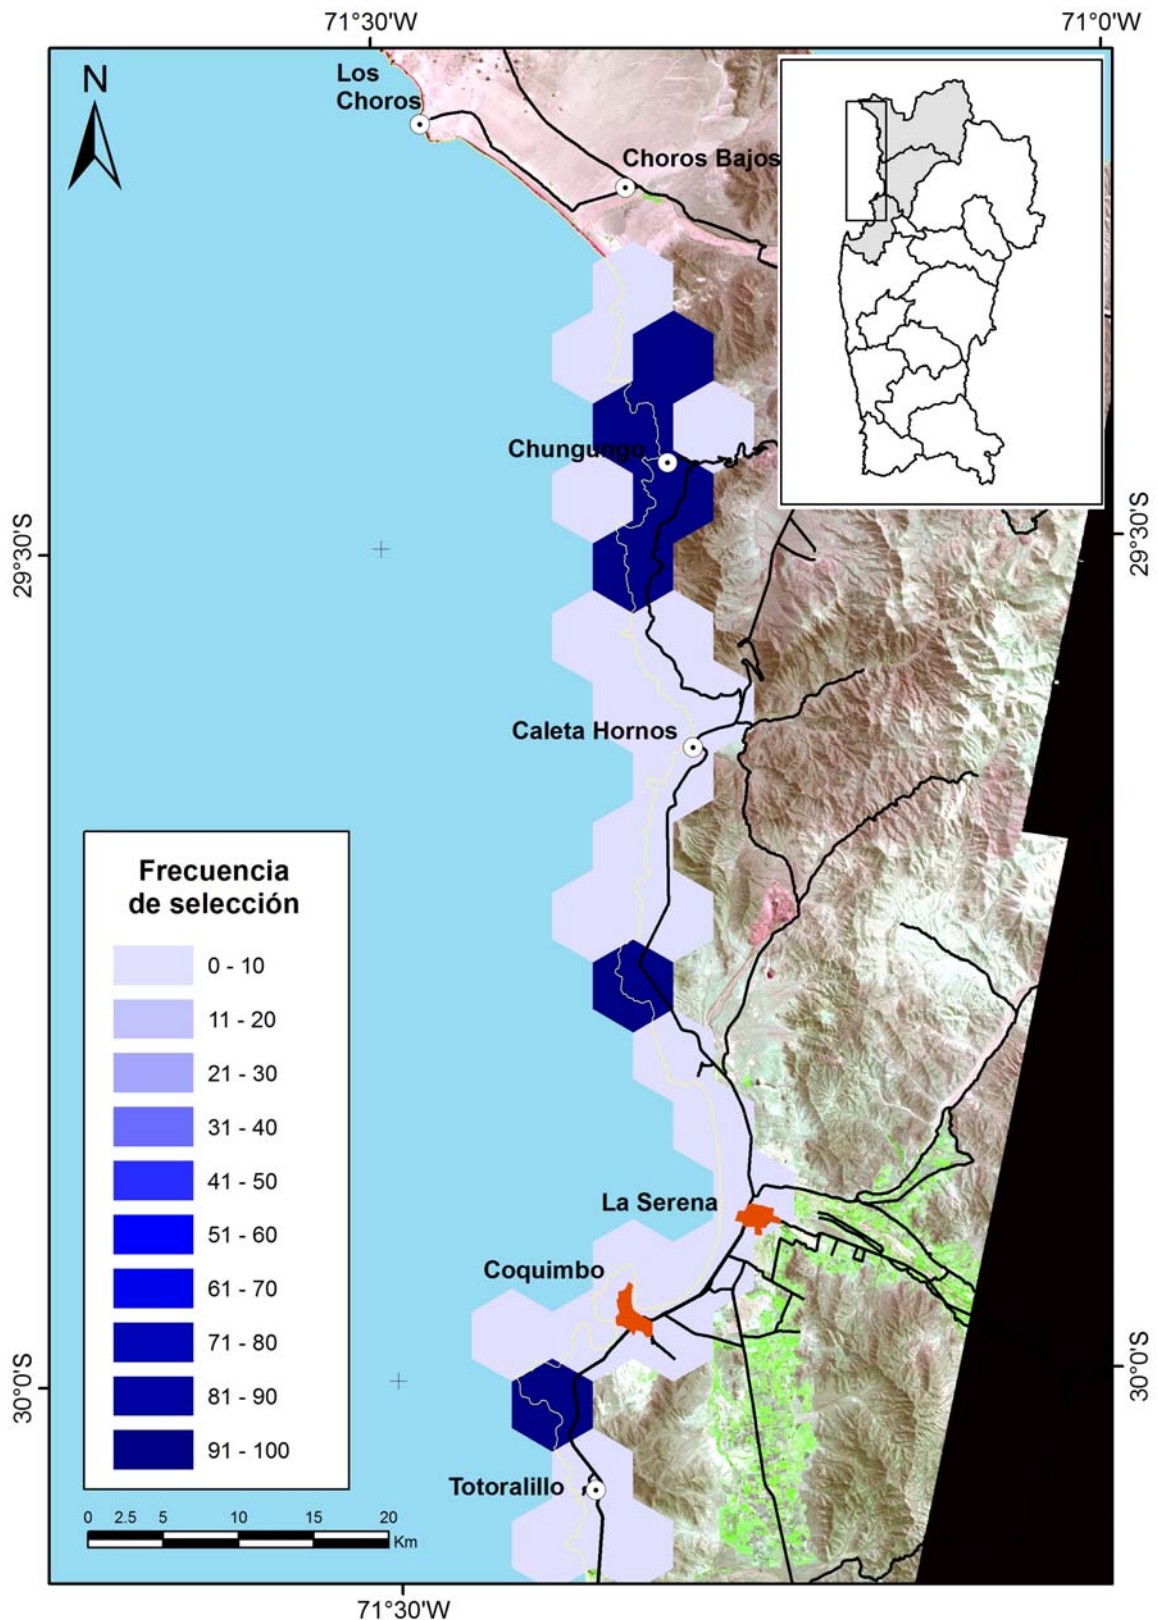 71°30'W
71°0'W
N
Los
Choros
Choros Bajos
Chungungo
29°30'S
29°30'S
Caleta Hornos
Frecuencia
de selección
0 - 10
11 - 20
21 - 30
31 - 40
41 - 50
51 - 60
61 - 70
71 - 80
81 - 90
91 - 100
La Serena
Coquimbo
30°0'S
30°0'S
Totoralillo
0 2.5 5 10 15 20
Km
71°30'W